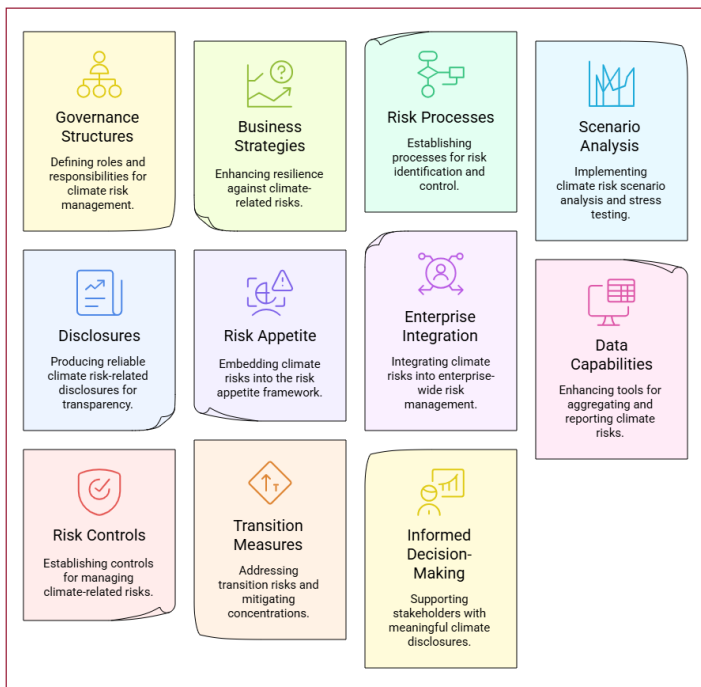 Governance
Structures
Defining roles and
responsibilities for
climate risk
management.
Business
Strategies
Enhancing resilience
against climate-
related risks.
Risk Processes
Establishing
processes for risk
identification and
control.
Scenario
Analysis
Implementing
climate risk scenario
analysis and stress
testing.
Disclosures
Producing reliable
climate risk-related
disclosures for
transparency.
Risk Appetite
Embedding climate
risks into the risk
appetite framework.
Enterprise
Integration
Integrating climate
risks into enterprise-
wide risk
management.
Data
Capabilities
Enhancing tools for
aggregating and
reporting climate
risks.
Risk Controls
Establishing controls
for managing
climate-related risks.
T
Transition
Measures
Addressing
transition risks and
mitigating
concentrations.
Informed
Decision-
Making
Supporting
stakeholders with
meaningful climate
disclosures.